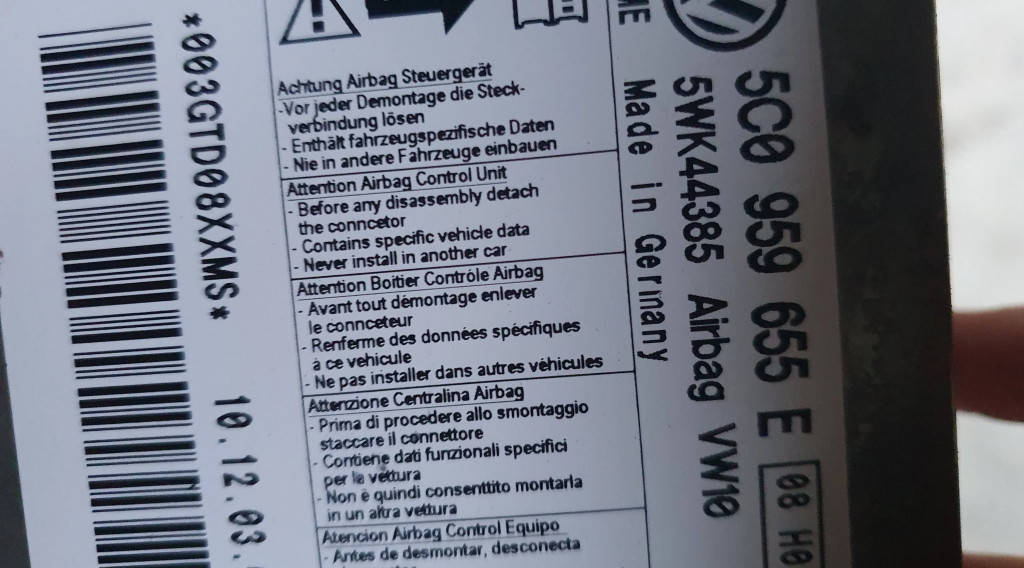 5C0 959 655 E 08 H0
5WK44385 Airbag VW10
ME Made in Germany
Achtung Airbag Steuergerät
-Vor jeder Demontage die Steck-
verbindung lösen
- Enthält fahrzeugspezifische Daten
- Nie in andere Fahrzeuge einbauen
Attention Airbag Control Unit
- Before any disassembly detach
the conncetor
- Contains specific vehicle data
- Never install in another car
Attention Boitier Contrôle Airbag
- Avant tout démontage enlever
le connceteur
- Renferme des données spécifiques
à ce vehicule
- Ne pas installer dans autres véhicules
Attenzione Centralina Airbag
- Prima di procedere allo smontaggio
staccare il connettore
- Contiene dati funzionali specifici
per la vettura
- Non è quindi consenttito montarla
in un altra vettura
Atencion Airbag Control Equipo
- Antes de desmontar, desconecta
*003GTD08XXMS* 10.12.03.